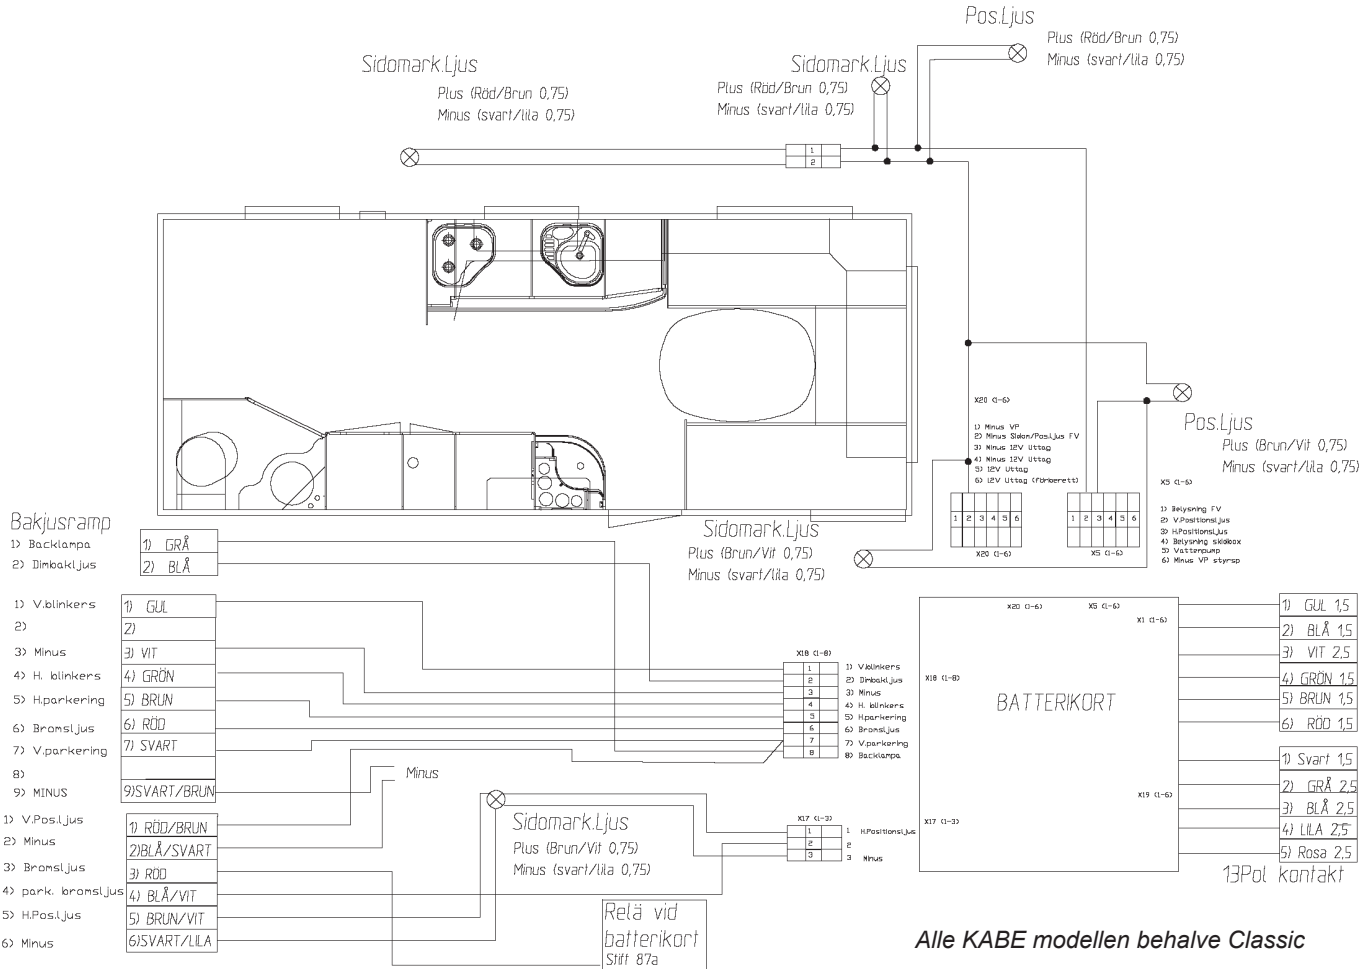 Pos.Ljus
Plus (Röd/Brun 0,75)
Minus (svart/lila 0,75)
Sidomark.Ljus
Plus (Röd/Brun 0,75)
Minus (svart/lila 0,75)
Sidomark.Ljus
Plus (Röd/Brun 0,75)
Minus (svart/lila 0,75)
1
2
X20 (1-6)
1) Minus VP
2) Minus Sidom/Pos.Ljus FV
3) Minus 12V Uttag
4) Minus 12V Uttag
5) 12V Uttag
6) 12V Uttag (förberett)
1 2 3 4 5 6
X20 (1-6)
1 2 3 4 5 6
X5 (1-6)
Pos.Ljus
Plus (Brun/Vit 0,75)
Minus (svart/lila 0,75)
X5 (1-6)
1) Belysning FV
2) V.Positionsljus
3) H.Positionsljus
4) Belysning skidbox
5) Vattenpump
6) Minus VP styrsp
Sidomark.Ljus
Plus (Brun/Vit 0,75)
Minus (svart/lila 0,75)
Bakjusramp
1) Backlampa
2) Dimbakljus
1) GRÅ
2) BLÅ
1) V.blinkers
2)
3) Minus
4) H. blinkers
5) H.parkering
6) Bromsljus
7) V.parkering
8)
9) MINUS
1) GUL
2)
3) VIT
4) GRÖN
5) BRUN
6) RÖD
7) SVART
9)SVART/BRUN
Minus
1) V.Pos.Ljus
2) Minus
3) Bromsljus
4) park. bromsljus
5) H.Pos.Ljus
6) Minus
1) RÖD/BRUN
2)BLÅ/SVART
3) RÖD
4) BLÅ/VIT
5) BRUN/VIT
6)SVART/LILA
Sidomark.Ljus
Plus (Brun/Vit 0,75)
Minus (svart/lila 0,75)
Relä vid
batterikort
Stift 87a
X18 (1-8)
1
2
3
4
5
6
7
8
1) V.blinkers
2) Dimbakljus
3) Minus
4) H. blinkers
5) H.parkering
6) Bromsljus
7) V.parkering
8) Backlampa
X17 (1-3)
1
2
3
1 H.Positionsljus
2
3 Minus
X20 (1-6)
X5 (1-6)
X1 (1-6)
X18 (1-8)
BATTERIKORT
X19 (1-6)
X17 (1-3)
1) GUL 1,5
2) BLÅ 1,5
3) VIT 2,5
4) GRÖN 1,5
5) BRUN 1,5
6) RÖD 1,5
1) Svart 1,5
2) GRÅ 2,5
3) BLÅ 2,5
4) LILA 2,5
5) Rosa 2,5
13Pol kontakt
Alle KABE modellen behalve Classic